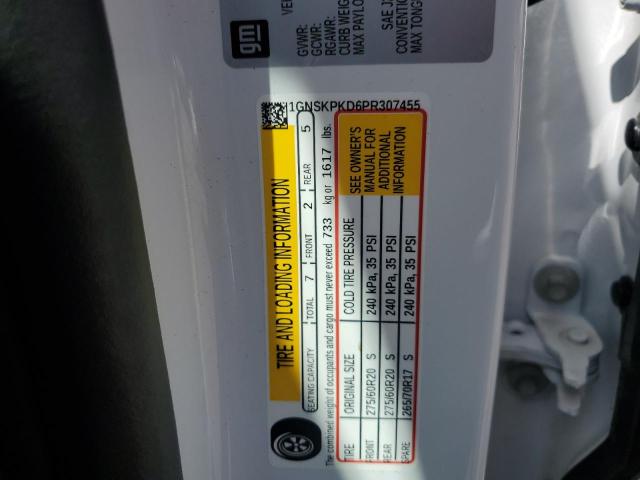 gm
GVWR:
GCWR:
RGAWR:
CURB WEIG
MAX PAYLO
SAE J
CONVENTIO
MAX TONG
1GNSKPKD6PR307455
TIRE AND LOADING INFORMATION
SEATING CAPACITY TOTAL 7 FRONT 2 REAR 5
The combined weight of occupants and cargo must never exceed 733 kg or 1617 lbs.
TIRE ORIGINAL SIZE COLD TIRE PRESSURE
FRONT 275/60R20 S 240 kPa, 35 PSI
REAR 275/60R20 S 240 kPa, 35 PSI
SPARE 265/70R17 S 240 kPa, 35 PSI
SEE OWNER'S
MANUAL FOR
ADDITIONAL
INFORMATION